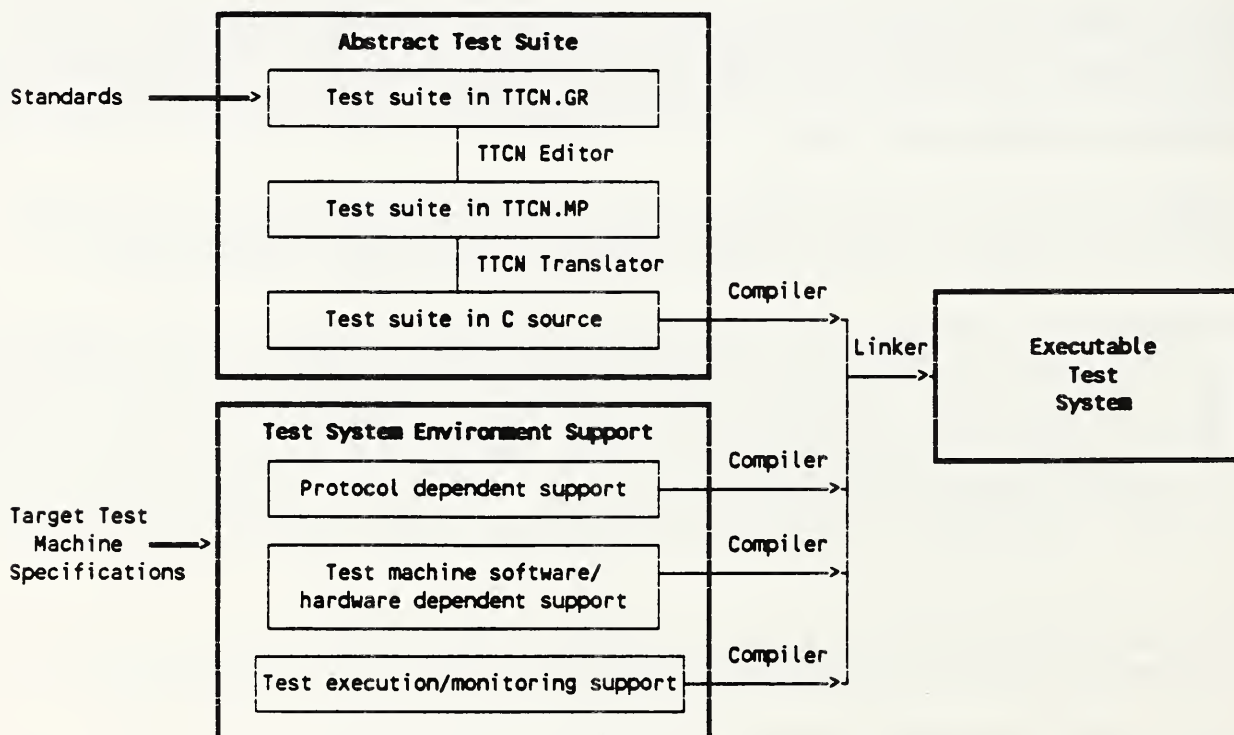 Abstract Test Suite
Standards
Test suite in TTCN.GR
TTCN Editor
Test suite in TTCN.MP
TTCN Translator
Test suite in C source
Compiler
Linker
Executable
Test
System
Test System Environment Support
Protocol dependent support
Compiler
Target Test
Machine
Specifications
Test machine software/
hardware dependent support
Compiler
Test execution/monitoring support
Compiler